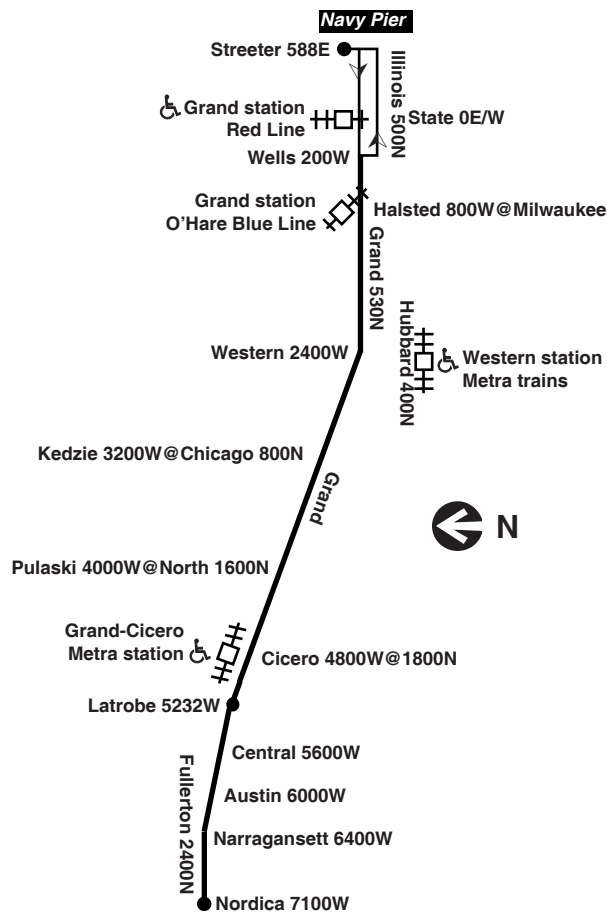 Navy Pier
Streeter 588E
Illinois 500N
Grand station
Red Line
State 0E/W
Wells 200W
Grand station
O'Hare Blue Line
Halsted 800W@Milwaukee
Grand 530N
Hubbard 400N
Western 2400W
Western station
Metra trains
Kedzie 3200W@Chicago 800N
Grand
N
Pulaski 4000W@North 1600N
Grand-Cicero
Metra station
Cicero 4800W@1800N
Latrobe 5232W
Central 5600W
Fullerton 2400N
Austin 6000W
Narragansett 6400W
Nordica 7100W